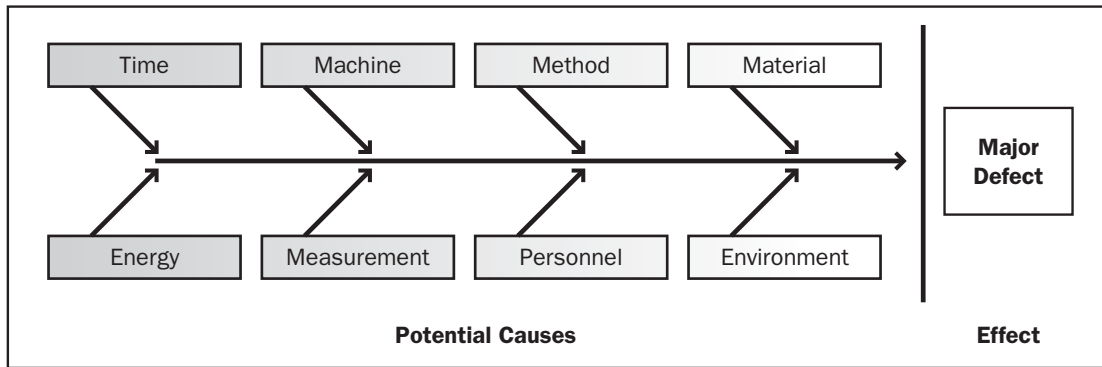 Time
Machine
Method
Material
Major
Defect
Energy
Measurement
Personnel
Environment
Potential Causes
Effect